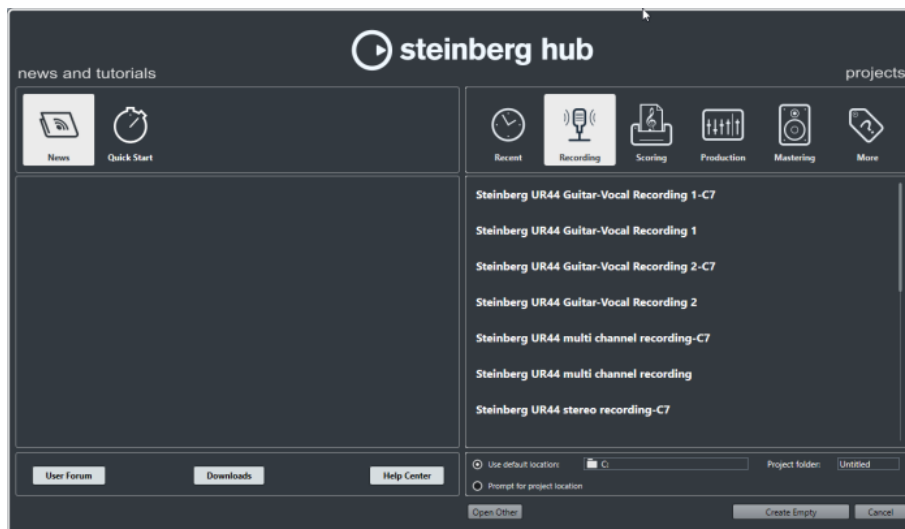 steinberg hub
news and tutorials
projects
News
Quick Start
Recent
Recording
Scoring
Production
Mastering
More
Steinberg UR44 Guitar-Vocal Recording 1-C7
Steinberg UR44 Guitar-Vocal Recording 1
Steinberg UR44 Guitar-Vocal Recording 2-C7
Steinberg UR44 Guitar-Vocal Recording 2
Steinberg UR44 multi channel recording-C7
Steinberg UR44 multi channel recording
Steinberg UR44 stereo recording-C7
User Forum
Downloads
Help Center
Use default location:
C:
Project folder:
Untitled
Prompt for project location
Open Other
Create Empty
Cancel